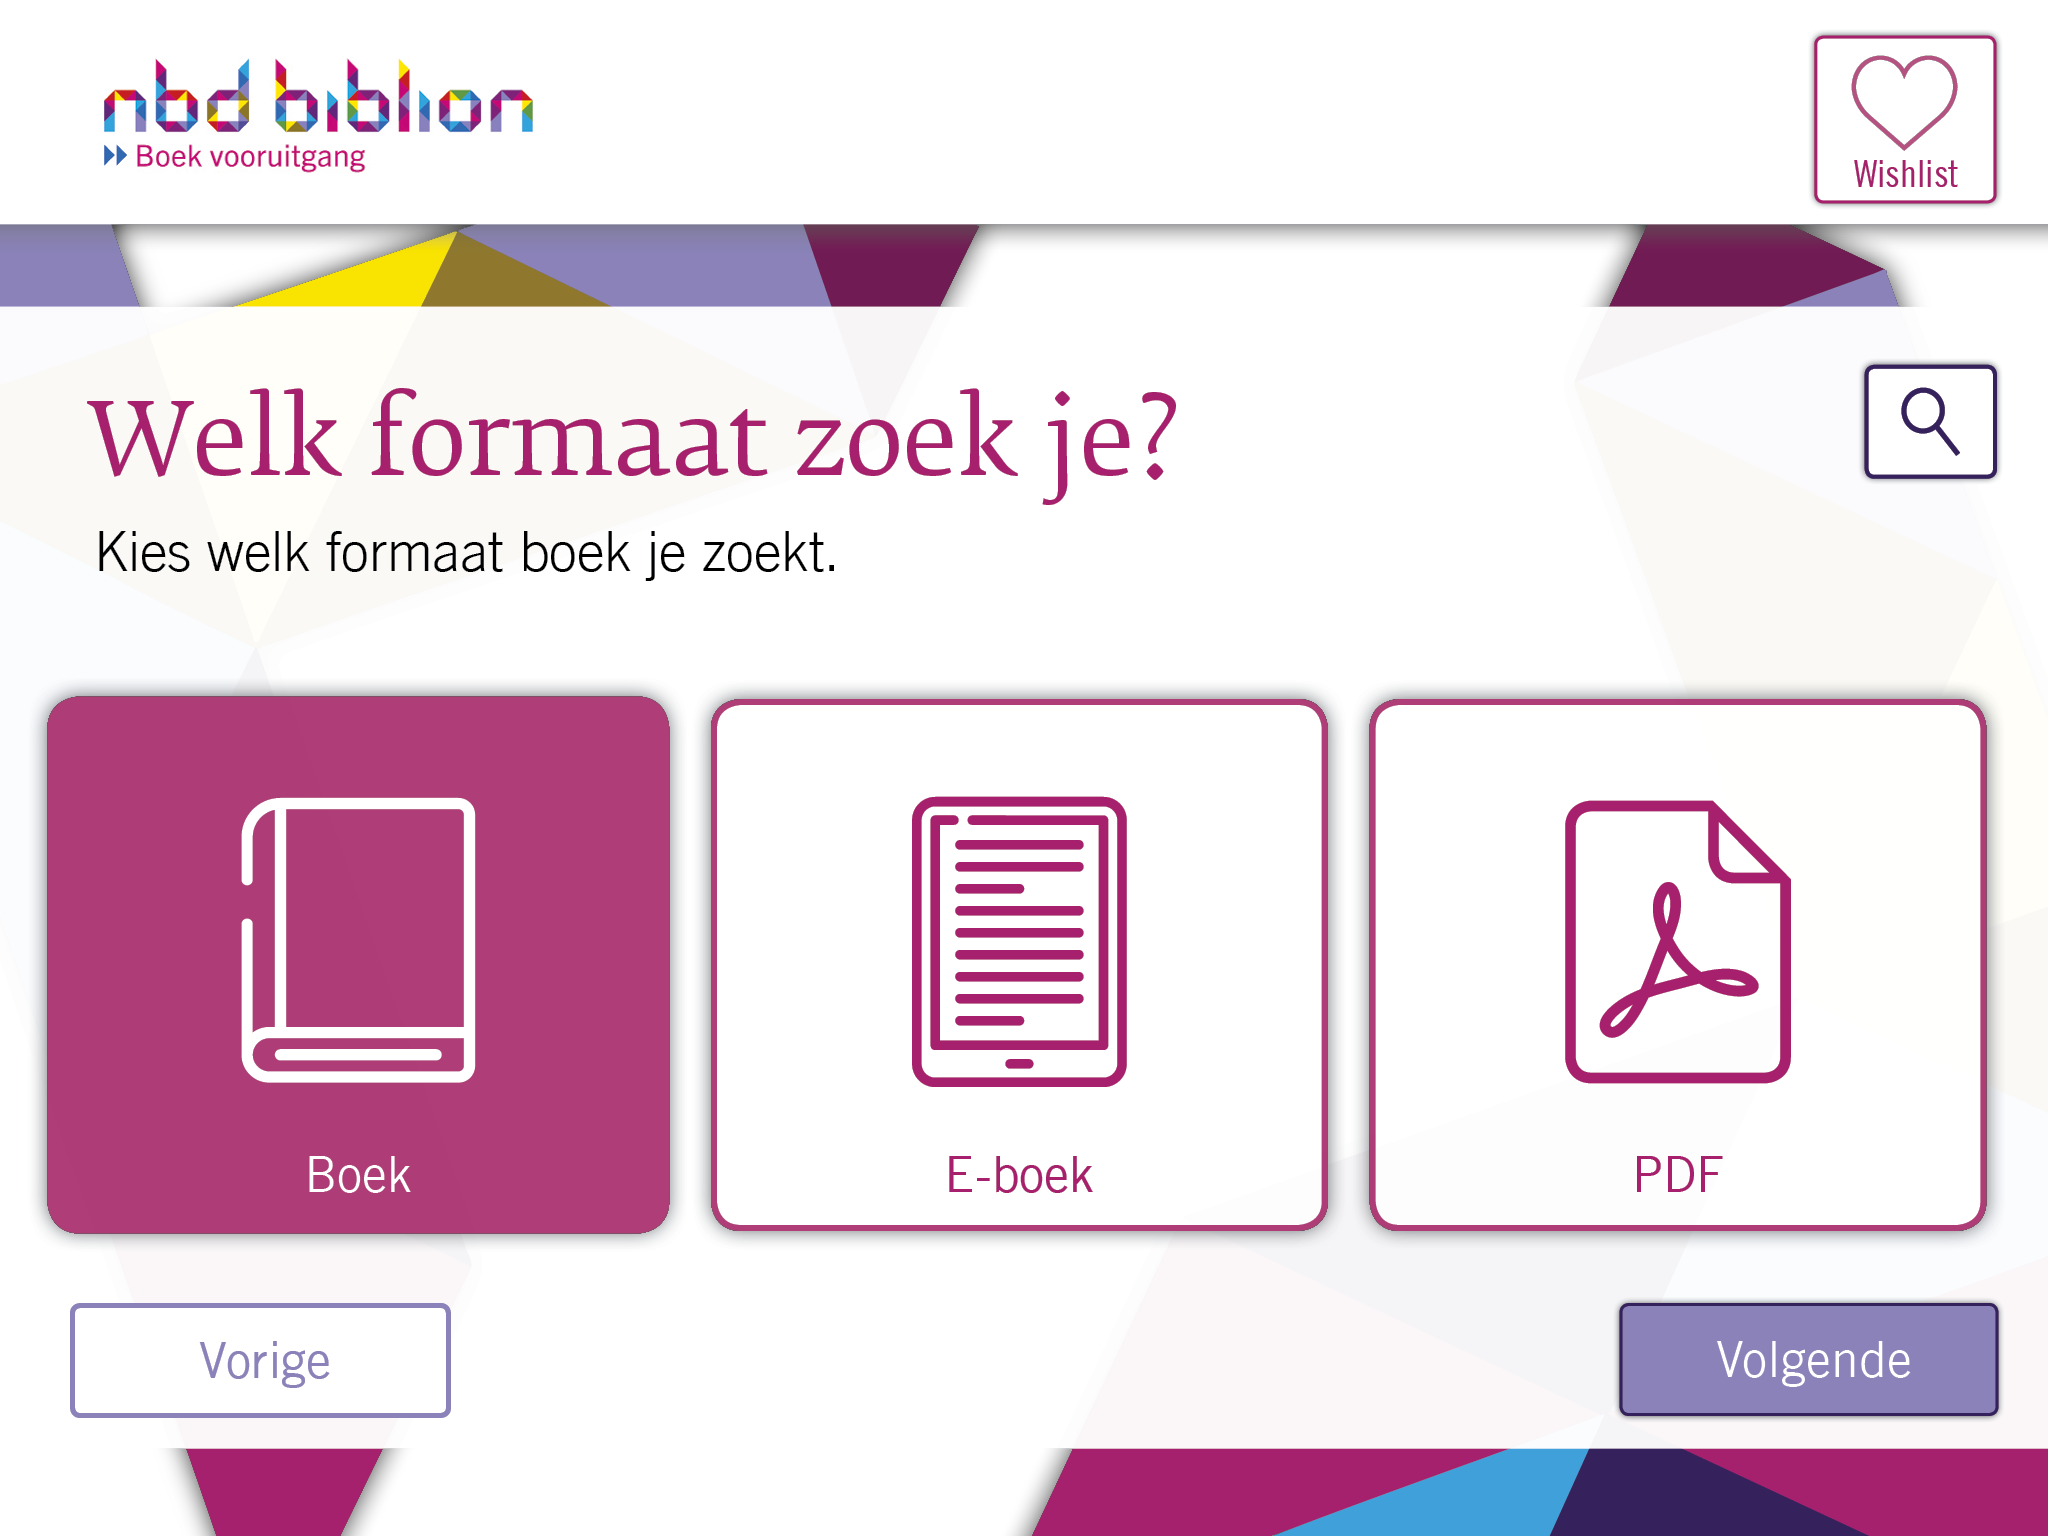 nbd biblion
Boek vooruitgang
Wishlist
Welk formaat zoek je?
Kies welk formaat boek je zoekt.
Boek
E-boek
PDF
Vorige
Volgende